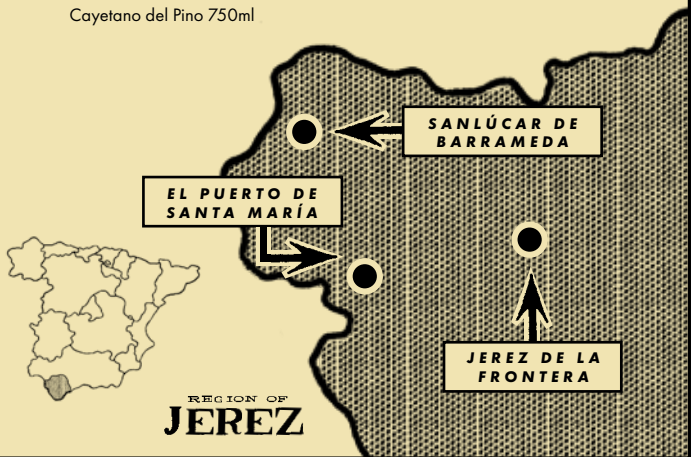 Cayetano del Pino 750ml
SANLÚCAR DE
BARRAMEDA
EL PUERTO DE
SANTA MARÍA
JEREZ DE LA
FRONTERA
REGION OF
JEREZ